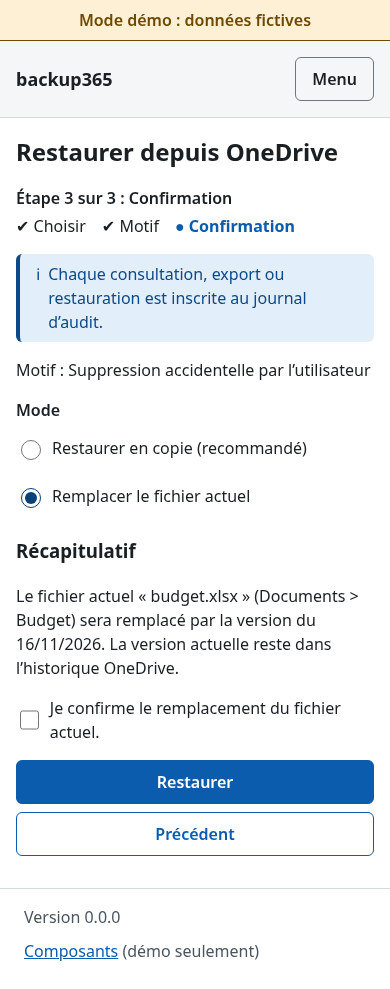 Mode démo : données fictives
backup365
Menu
Restaurer depuis OneDrive
Étape 3 sur 3 : Confirmation
✔ Choisir ✔ Motif ● Confirmation
i Chaque consultation, export ou
restauration est inscrite au journal
d’audit.
Motif : Suppression accidentelle par l’utilisateur
Mode
Restaurer en copie (recommandé)
Remplacer le fichier actuel
Récapitulatif
Le fichier actuel « budget.xlsx » (Documents >
Budget) sera remplacé par la version du
16/11/2026. La version actuelle reste dans
l’historique OneDrive.
Je confirme le remplacement du fichier
actuel.
Restaurer
Précédent
Version 0.0.0
Composants (démo seulement)